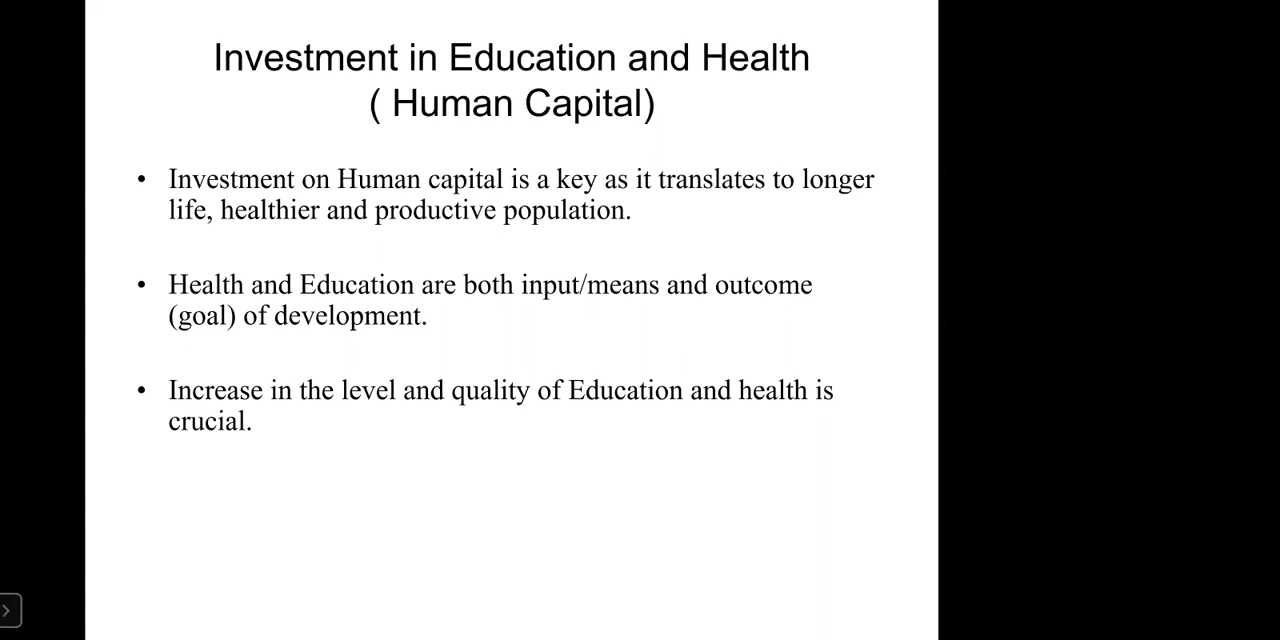 Investment in Education and Health
( Human Capital)
• Investment on Human capital is a key as it translates to longer
life, healthier and productive population.
• Health and Education are both input/means and outcome
(goal) of development.
• Increase in the level and quality of Education and health is
crucial.